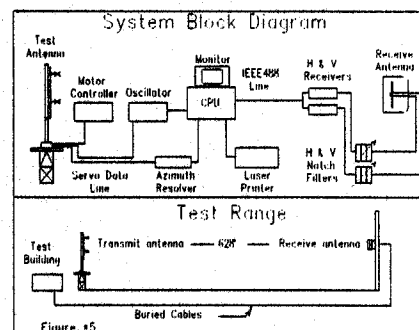 System Block Diagram
Test
Antenna
Motor
Controller
Oscillator
Monitor
CPU
IEEE488
Line
H & V
Receivers
Receive
Antenna
Servo Data
Line
Azimuth
Resolver
Laser
Printer
H & V
Notch
Filters
Test Range
Test
Building
Transmit antenna
628'
Receive antenna
Buried Cables
Figure #5